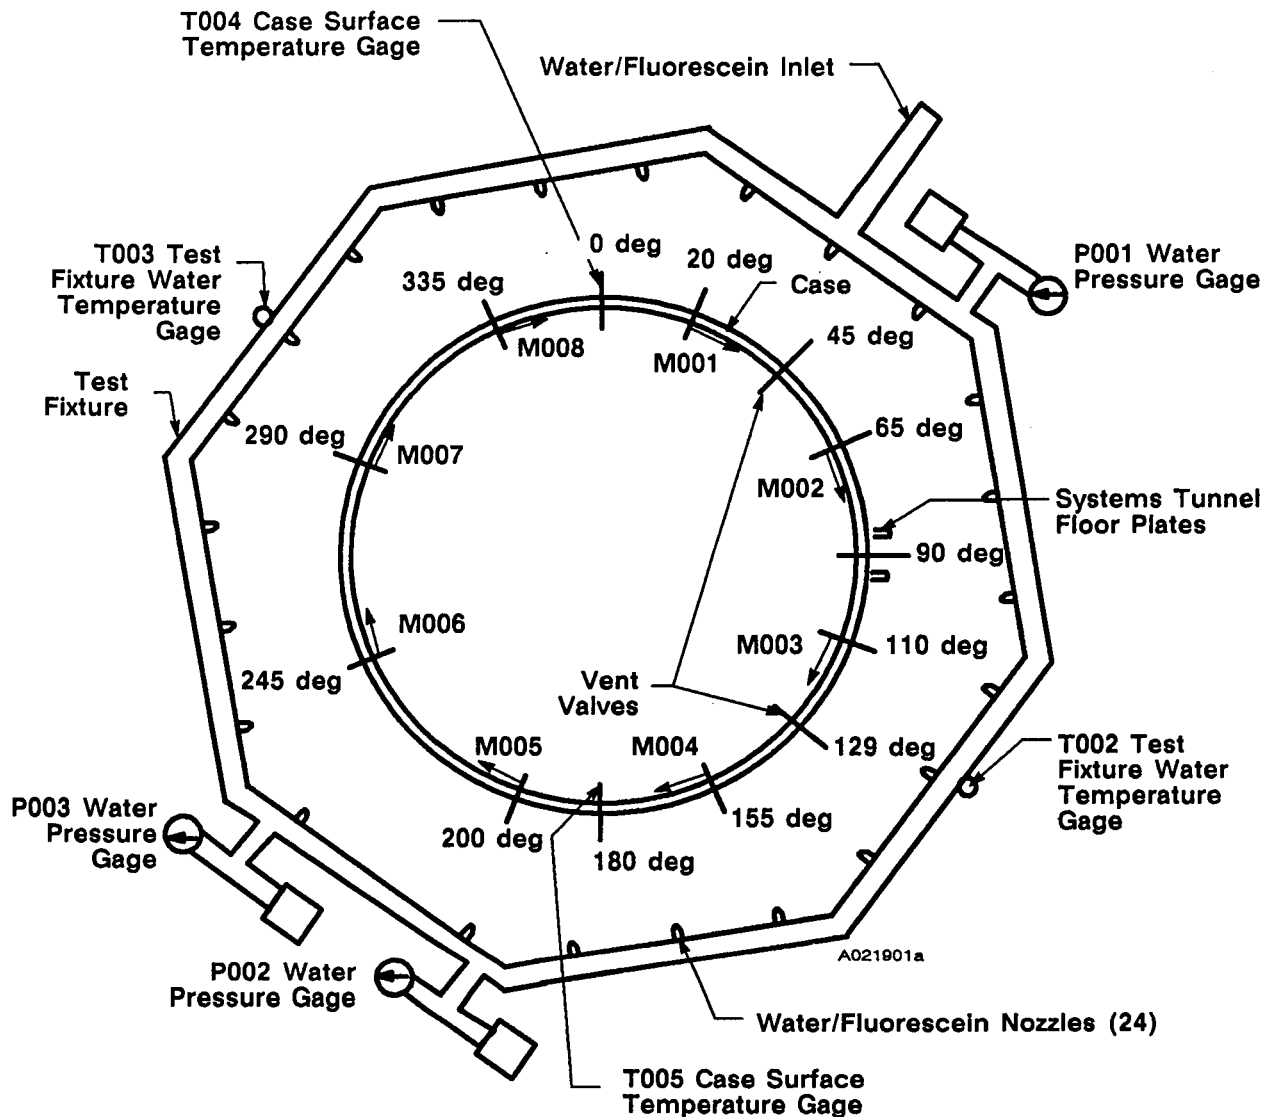 T004 Case Surface
Temperature Gage
Water/Fluorescein Inlet
P001 Water
Pressure Gage
T003 Test
Fixture Water
Temperature
Gage
0 deg
20 deg
Case
335 deg
M008
M001
45 deg
Test
Fixture
290 deg
M007
65 deg
M002
Systems Tunnel
Floor Plates
90 deg
M006
M003
110 deg
245 deg
Vent
Valves
M005
M004
129 deg
T002 Test
Fixture Water
Temperature
Gage
P003 Water
Pressure
Gage
200 deg
180 deg
155 deg
A021901a
P002 Water
Pressure Gage
Water/Fluorescein Nozzles (24)
T005 Case Surface
Temperature Gage